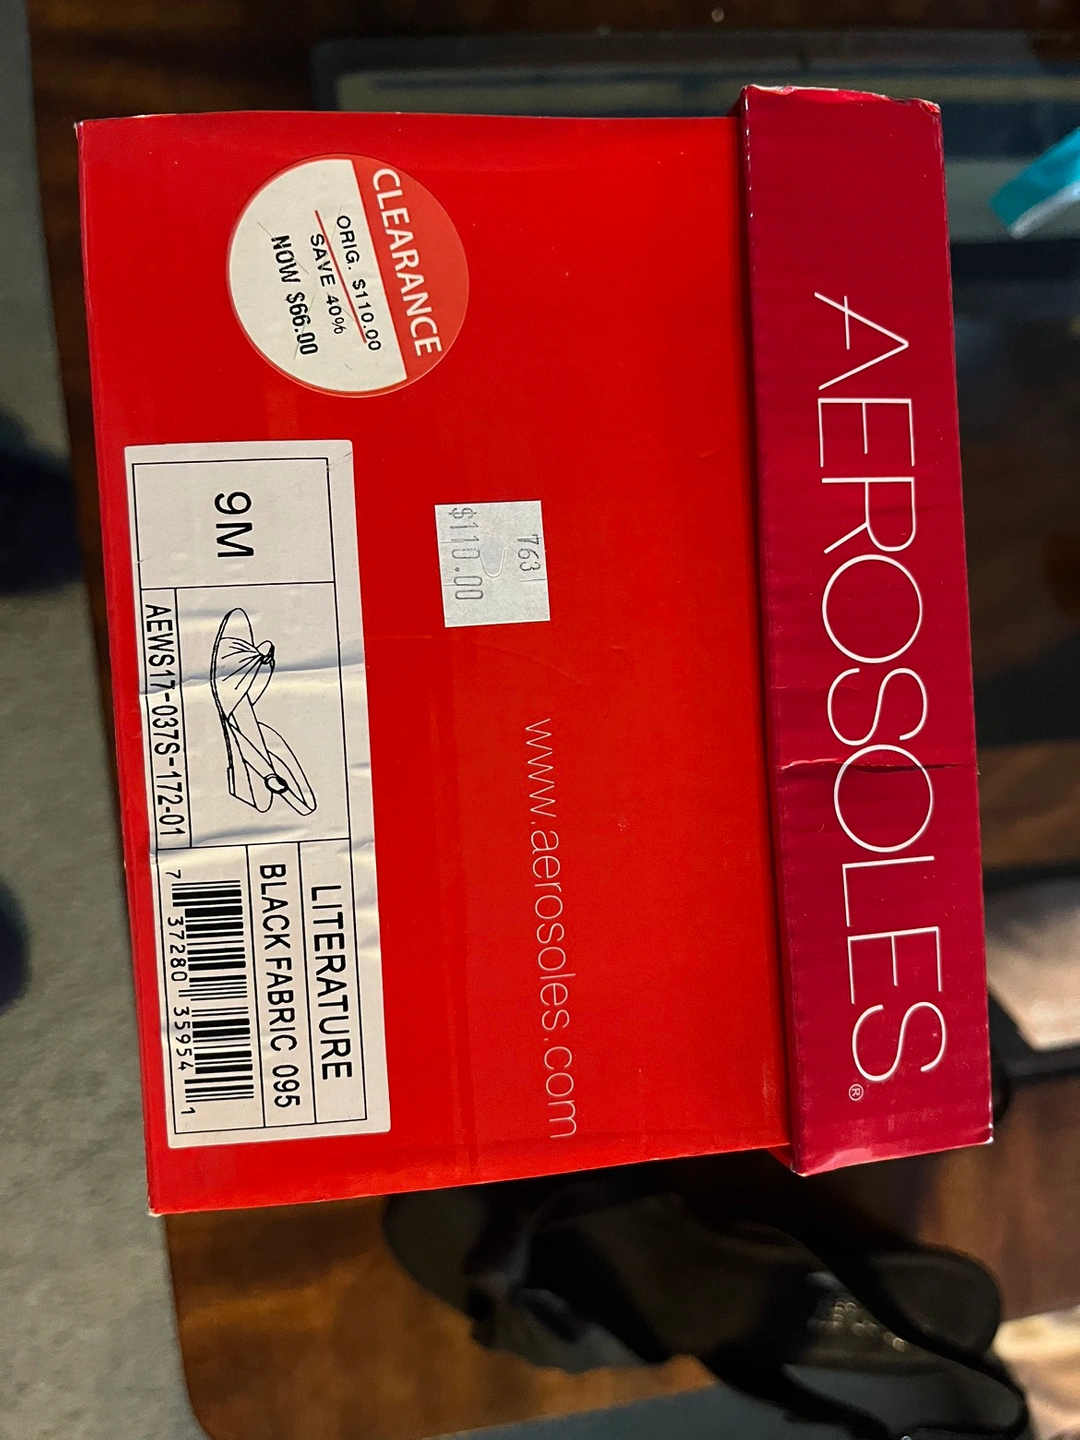 AEROSOLES®
www.aerosoles.com
763
$110.00
CLEARANCE
ORIG. $110.00
SAVE 40%
NOW $66.00
9M
AEWS17-037S-172-01
LITERATURE
BLACK FABRIC 095
7 37280 35954 1